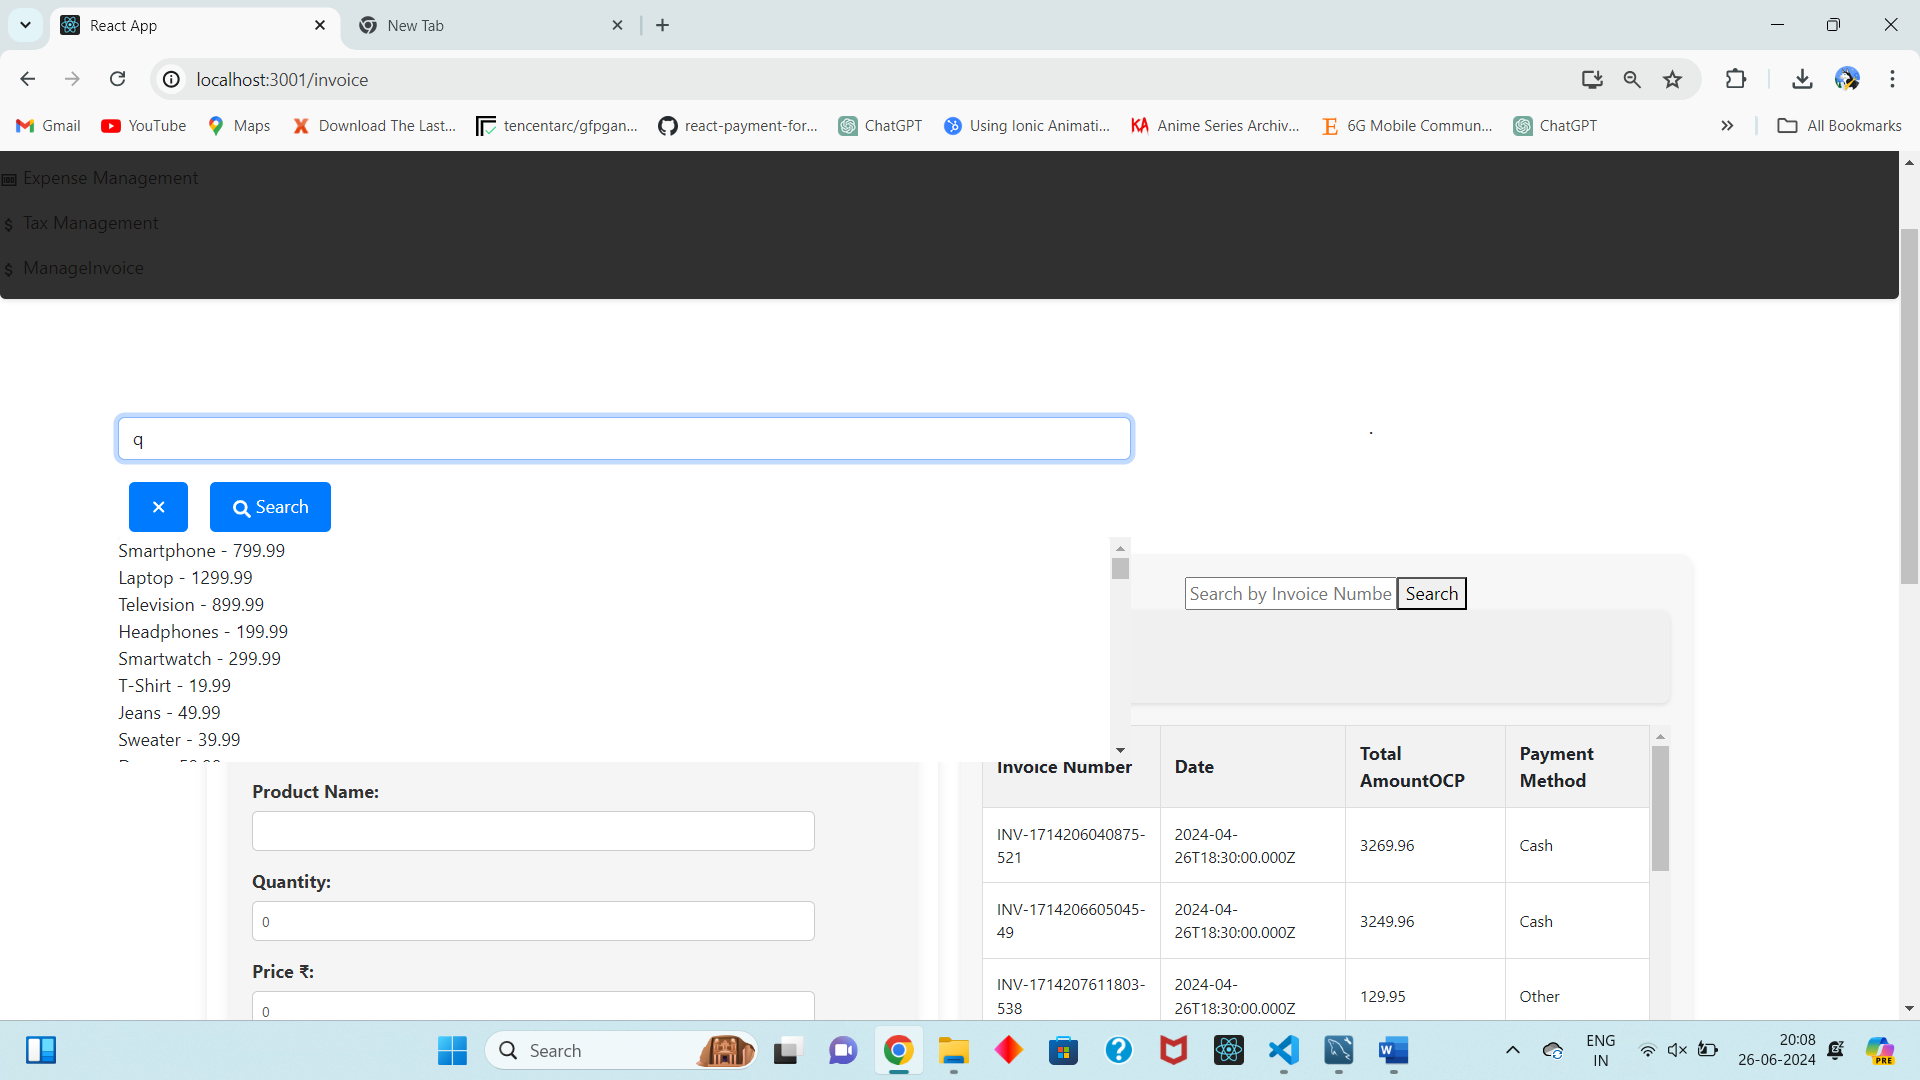 React App
New Tab
localhost:3001/invoice
Gmail
YouTube
Maps
Download The Last...
tencentarc/gfpgan...
react-payment-for...
ChatGPT
Using Ionic Animati...
KA Anime Series Archiv...
E 6G Mobile Commun...
ChatGPT
All Bookmarks
Expense Management
$ Tax Management
$ ManageInvoice
q
.
× Search
Smartphone - 799.99
Laptop - 1299.99
Television - 899.99
Headphones - 199.99
Smartwatch - 299.99
T-Shirt - 19.99
Jeans - 49.99
Sweater - 39.99
Search by Invoice Numbe
Search
Product Name:
Quantity:
0
Price ₹:
0
Invoice Number
Date
Total AmountOCP
Payment Method
INV-1714206040875-521
2024-04-26T18:30:00.000Z
3269.96
Cash
INV-1714206605045-49
2024-04-26T18:30:00.000Z
3249.96
Cash
INV-1714207611803-538
2024-04-26T18:30:00.000Z
129.95
Other
Search
ENG
IN
20:08
26-06-2024
PRE